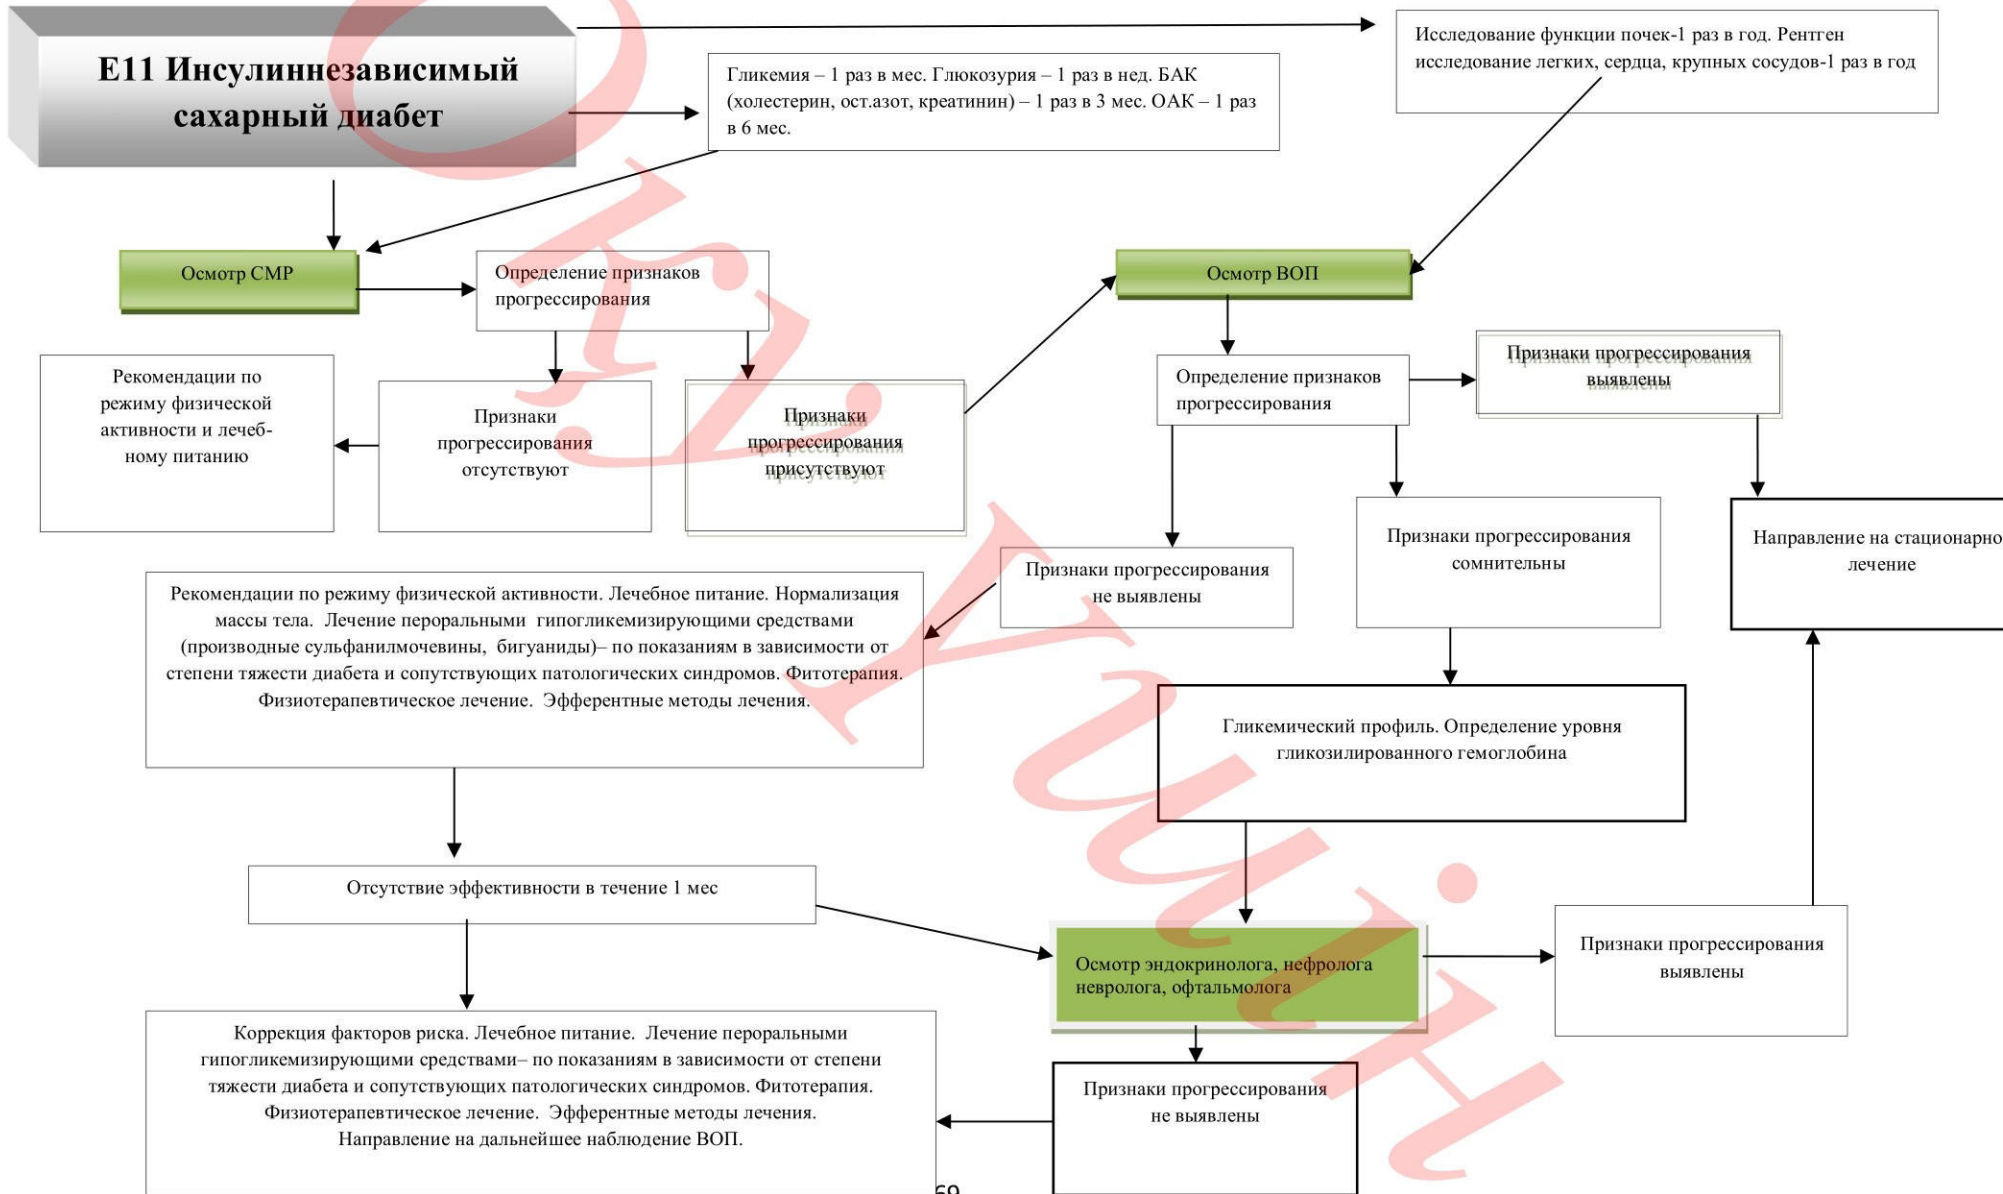 Е11 Инсулиннезависимый
сахарный диабет
Гликемия – 1 раз в мес. Глюкозурия – 1 раз в нед. БАК
(холестерин, ост.азот, креатинин) – 1 раз в 3 мес. ОАК – 1 раз
в 6 мес.
Исследование функции почек-1 раз в год. Рентген
исследование легких, сердца, крупных сосудов-1 раз в год
Осмотр СМР
Определение признаков
прогрессирования
Осмотр ВОП
Рекомендации по
режиму физической
активности и лечеб-
ному питанию
Признаки
прогрессирования
отсутствуют
Признаки
прогрессирования
присутствуют
Определение признаков
прогрессирования
Признаки прогрессирования
выявлены
Признаки прогрессирования
не выявлены
Признаки прогрессирования
сомнительны
Направление на стационарно
лечение
Рекомендации по режиму физической активности. Лечебное питание. Нормализация
массы тела. Лечение пероральными гипогликемизирующими средствами
(производные сульфанилмочевины, бигуаниды)– по показаниям в зависимости от
степени тяжести диабета и сопутствующих патологических синдромов. Фитотерапия.
Физиотерапевтическое лечение. Эфферентные методы лечения.
Гликемический профиль. Определение уровня
гликозилированного гемоглобина
Отсутствие эффективности в течение 1 мес
Осмотр эндокринолога, нефролога
невролога, офтальмолога
Признаки прогрессирования
выявлены
Коррекция факторов риска. Лечебное питание. Лечение пероральными
гипогликемизирующими средствами– по показаниям в зависимости от степени
тяжести диабета и сопутствующих патологических синдромов. Фитотерапия.
Физиотерапевтическое лечение. Эфферентные методы лечения.
Направление на дальнейшее наблюдение ВОП.
Признаки прогрессирования
не выявлены
69